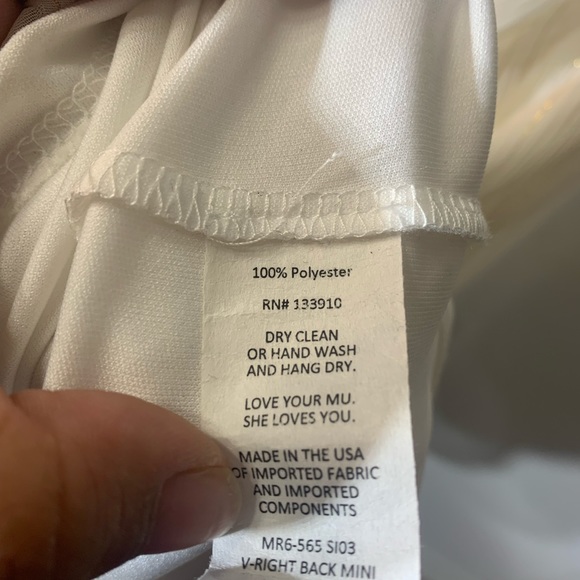 100% Polyester
RN# 133910
DRY CLEAN
OR HAND WASH
AND HANG DRY.
LOVE YOUR MU.
SHE LOVES YOU.
MADE IN THE USA
OF IMPORTED FABRIC
AND IMPORTED
COMPONENTS
MR6-565 SI03
V-RIGHT BACK MINI